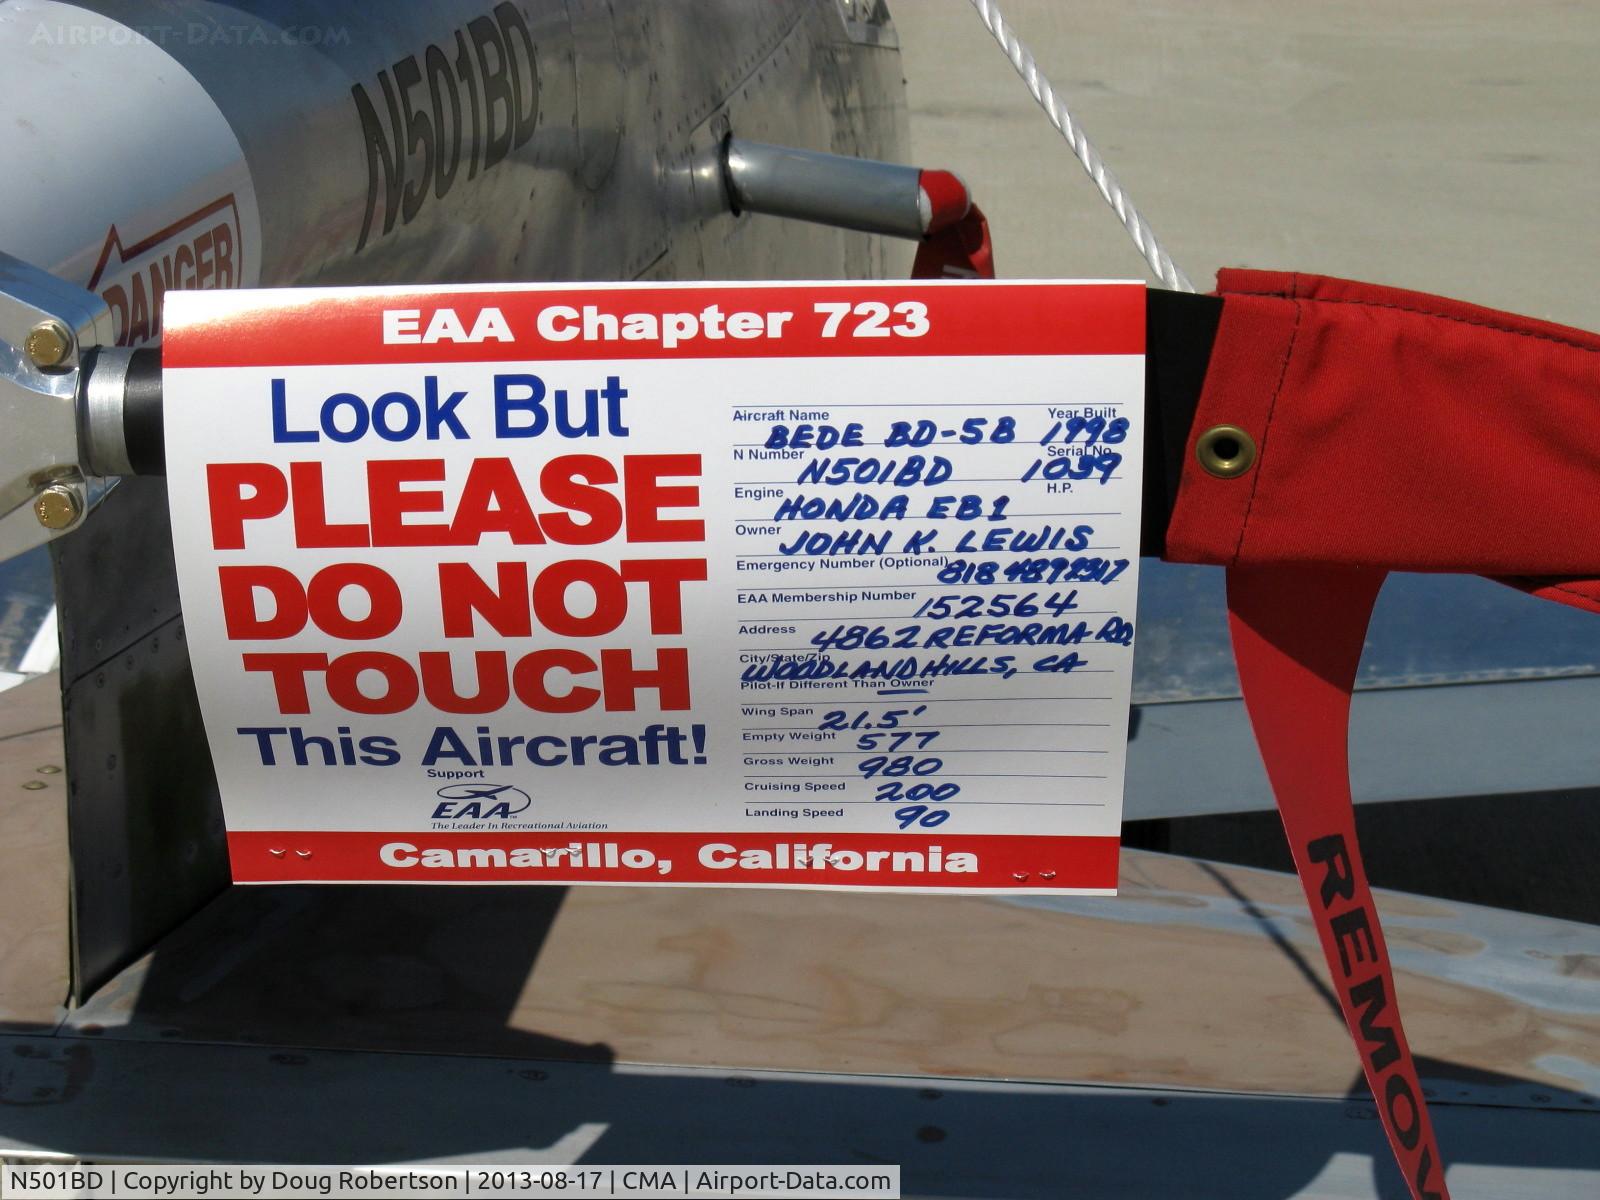 AIRPORT-DATA.COM
N501BD
DANGER
EAA Chapter 723
Look But
PLEASE
DO NOT
TOUCH
This Aircraft!
Support
EAA
The Leader In Recreational Aviation
Aircraft Name BEDE BD-5B Year Built 1998
N Number N501BD Serial No. 1039
Engine HONDA EB1 H.P.
Owner JOHN K. LEWIS
Emergency Number (Optional) 818
EAA Membership Number 152564
Address 4862 REFORMA RD.
City/State/Zip WOODLAND HILLS, CA
Pilot-If Different Than Owner
Wing Span 21.5'
Empty Weight 577
Gross Weight 980
Cruising Speed 200
Landing Speed 90
Camarillo, California
REMOV
N501BD | Copyright by Doug Robertson | 2013-08-17 | CMA | Airport-Data.com